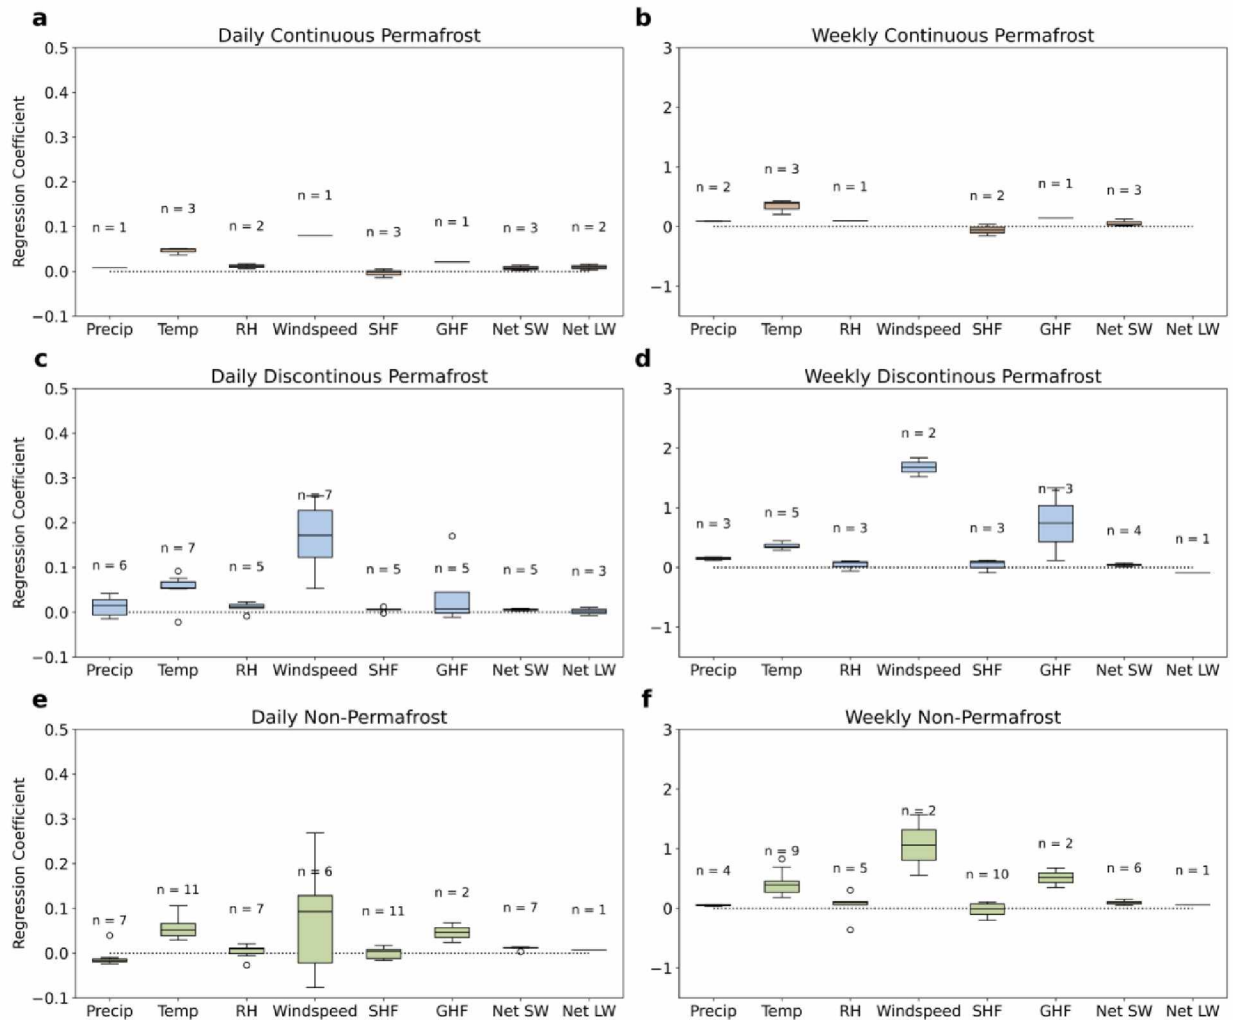 a
Daily Continuous Permafrost
0.5
0.4
0.3
0.2
0.1
0.0
−0.1
Regression Coefficient
n = 1
n = 3
n = 2
n = 1
n = 3
n = 1
n = 3
n = 2
Precip Temp RH Windspeed SHF GHF Net SW Net LW
b
Weekly Continuous Permafrost
3
2
1
0
−1
n = 2
n = 3
n = 1
n = 2
n = 1
n = 3
Precip Temp RH Windspeed SHF GHF Net SW Net LW
c
Daily Discontinous Permafrost
0.5
0.4
0.3
0.2
0.1
0.0
−0.1
Regression Coefficient
n = 6
n = 7
n = 5
n = 7
n = 5
n = 5
n = 5
n = 3
Precip Temp RH Windspeed SHF GHF Net SW Net LW
d
Weekly Discontinous Permafrost
3
2
1
0
−1
n = 3
n = 5
n = 3
n = 2
n = 3
n = 3
n = 4
n = 1
Precip Temp RH Windspeed SHF GHF Net SW Net LW
e
Daily Non-Permafrost
0.5
0.4
0.3
0.2
0.1
0.0
−0.1
Regression Coefficient
n = 7
n = 11
n = 7
n = 6
n = 11
n = 2
n = 7
n = 1
Precip Temp RH Windspeed SHF GHF Net SW Net LW
f
Weekly Non-Permafrost
3
2
1
0
−1
n = 4
n = 9
n = 5
n = 2
n = 10
n = 2
n = 6
n = 1
Precip Temp RH Windspeed SHF GHF Net SW Net LW